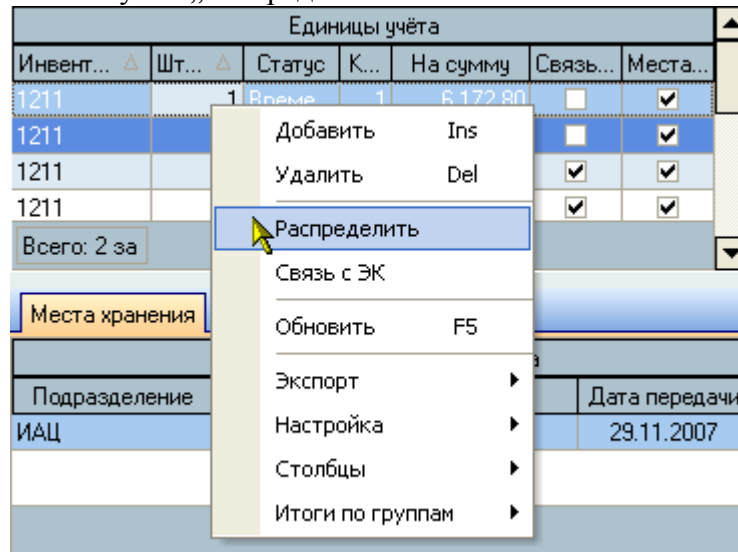 Единицы учёта
Инвент... Шт... Статус К... На сумму Связь... Места...
1211 1 Време 1 6 172,80
1211
1211
1211
Всего: 2 за
Добавить Ins
Удалить Del
Распределить
Связь с ЭК
Обновить F5
Экспорт
Настройка
Столбцы
Итоги по группам
Места хранения
Подразделение Дата передачи
ИАЦ 29.11.2007